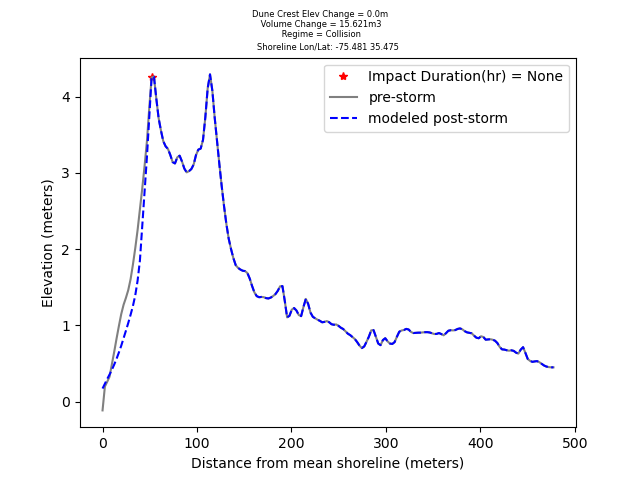 Dune Crest Elev Change = 0.0m
Volume Change = 15.621m3
Regime = Collision
Shoreline Lon/Lat: -75.481 35.475
Impact Duration(hr) = None
pre-storm
modeled post-storm
Elevation (meters)
4
3
2
1
0
0 100 200 300 400 500
Distance from mean shoreline (meters)